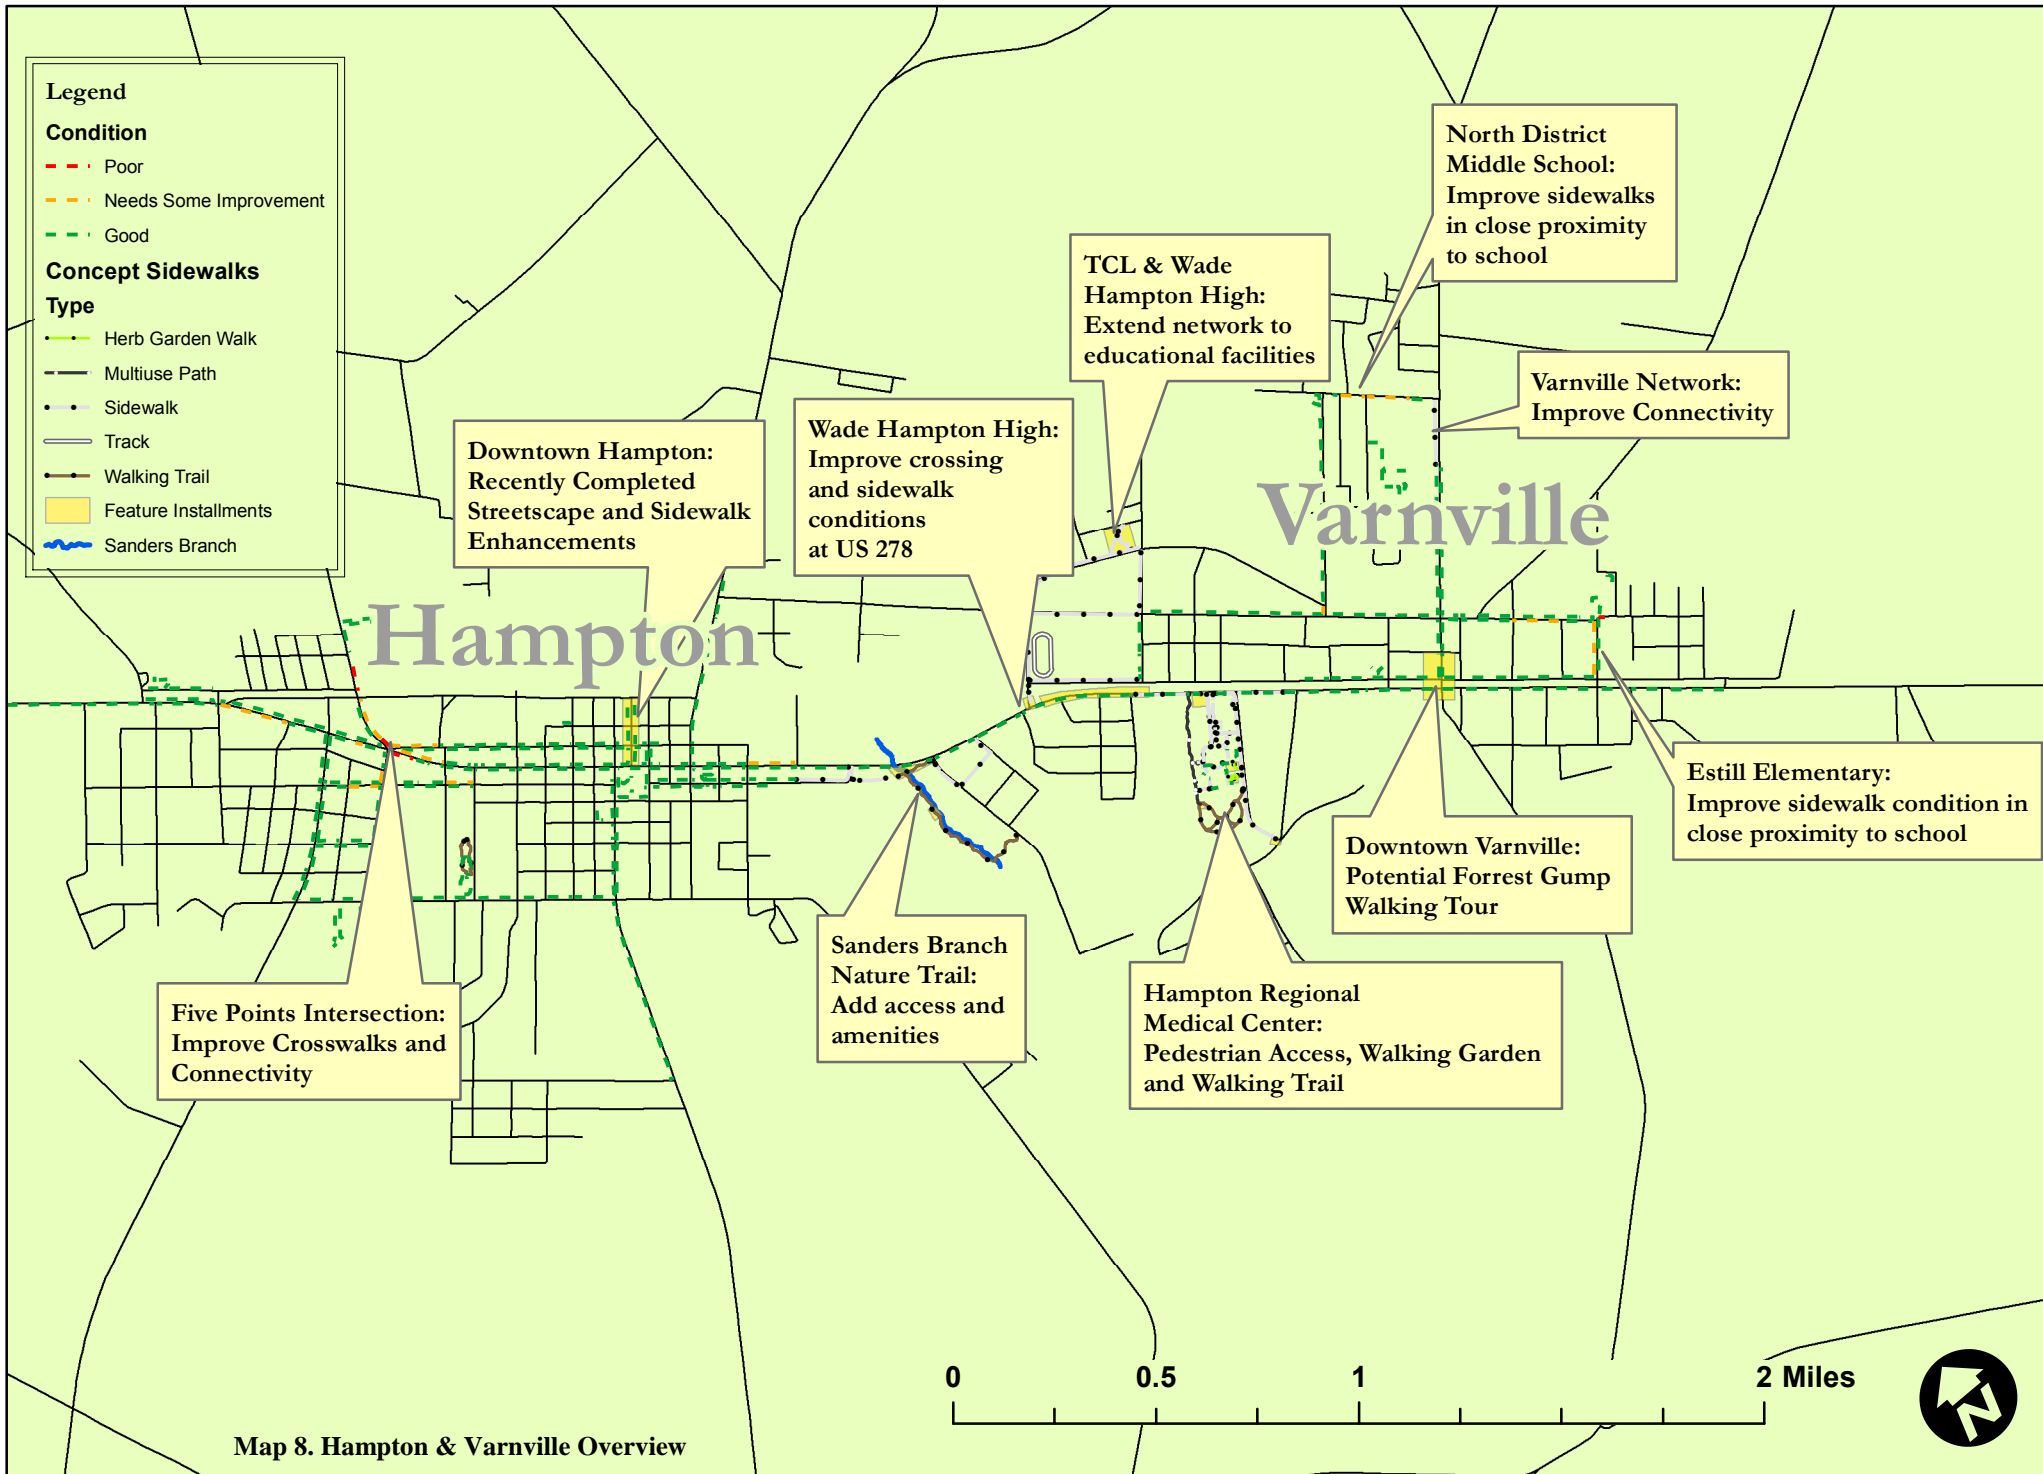 Legend
Condition
Poor
Needs Some Improvement
Good
Concept Sidewalks
Type
Herb Garden Walk
Multiuse Path
Sidewalk
Track
Walking Trail
Feature Installments
Sanders Branch
North District
Middle School:
Improve sidewalks
in close proximity
to school
TCL & Wade
Hampton High:
Extend network to
educational facilities
Varnville Network:
Improve Connectivity
Wade Hampton High:
Improve crossing
and sidewalk
conditions
at US 278
Downtown Hampton:
Recently Completed
Streetscape and Sidewalk
Enhancements
Varnville
Hampton
Estill Elementary:
Improve sidewalk condition in
close proximity to school
Downtown Varnville:
Potential Forrest Gump
Walking Tour
Sanders Branch
Nature Trail:
Add access and
amenities
Hampton Regional
Medical Center:
Pedestrian Access, Walking Garden
and Walking Trail
Five Points Intersection:
Improve Crosswalks and
Connectivity
0 0.5 1 2 Miles
N
Map 8. Hampton & Varnville Overview